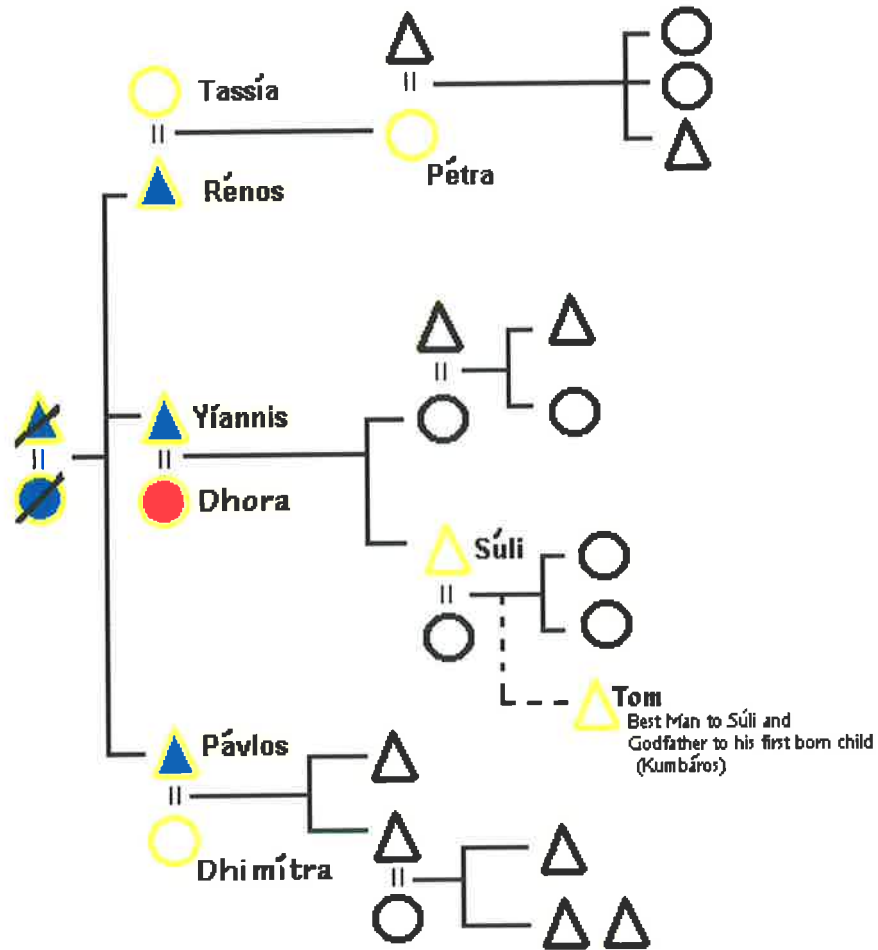 Tassía
Pétra
Rénos
Yíannis
Dhora
Súli
Tom
Best Man to Súli and
Godfather to his first born child
(Kumbáros)
Pávlos
Dhimítra